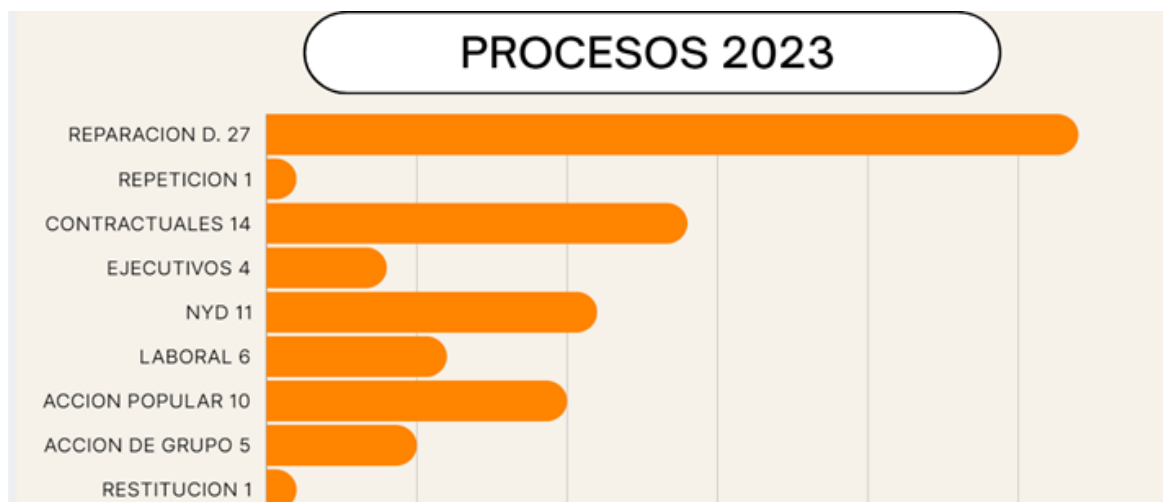 PROCESOS 2023
REPARACION D. 27
REPETICION 1
CONTRACTUALES 14
EJECUTIVOS 4
NYD 11
LABORAL 6
ACCION POPULAR 10
ACCION DE GRUPO 5
RESTITUCION 1